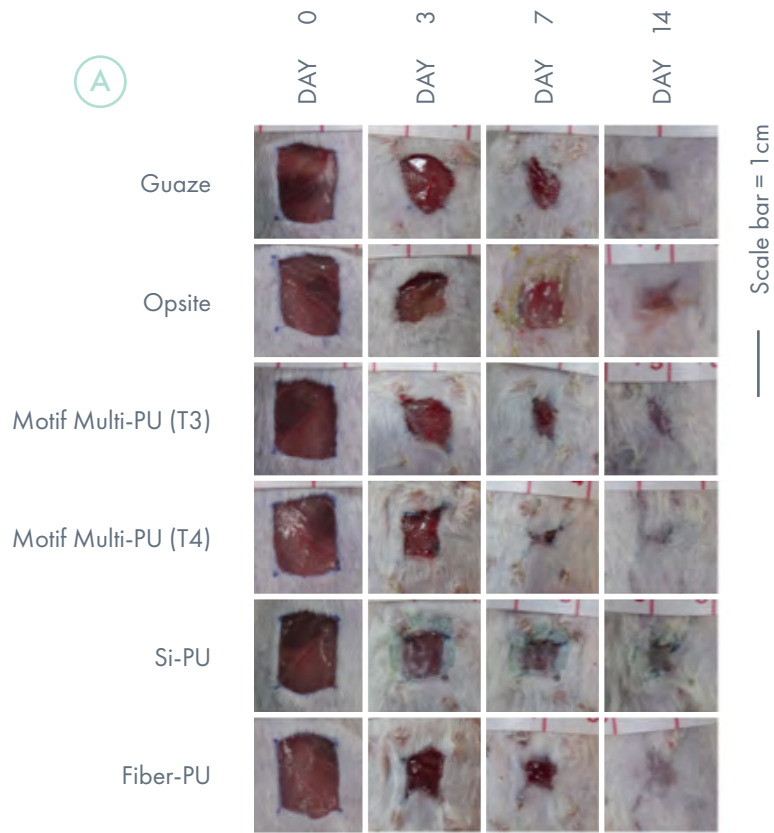 A
DAY 0
DAY 3
DAY 7
DAY 14
Guaze
Opsite
Motif Multi-PU (T3)
Motif Multi-PU (T4)
Si-PU
Fiber-PU
Scale bar = 1cm